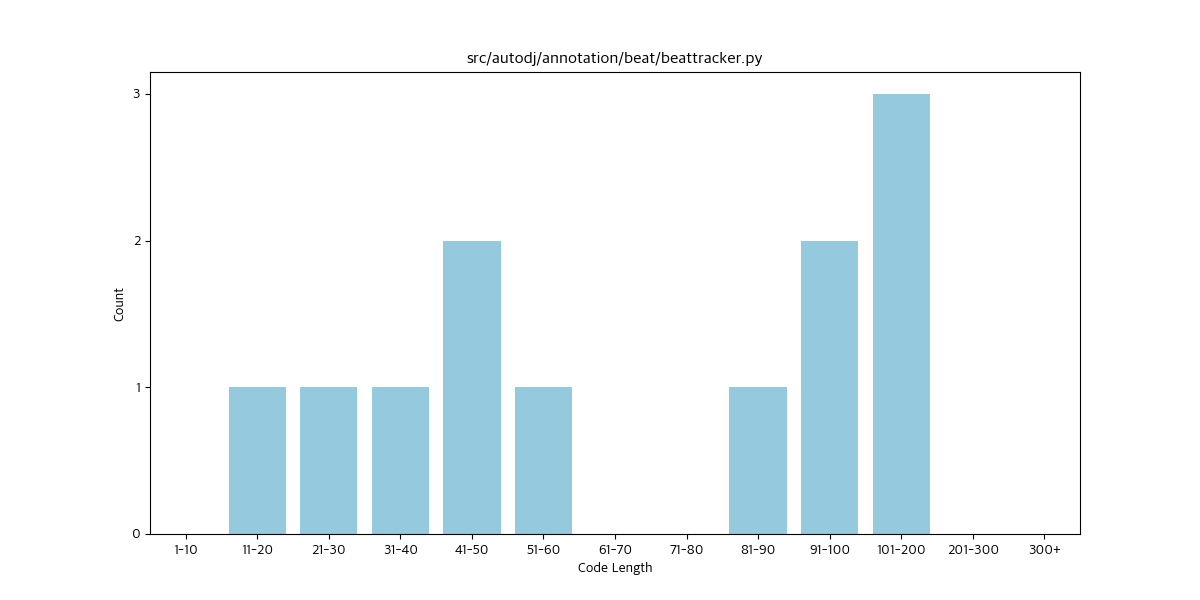 src/autodj/annotation/beat/beattracker.py
3
2
1
0
Count
1-10 11-20 21-30 31-40 41-50 51-60 61-70 71-80 81-90 91-100 101-200 201-300 300+
Code Length